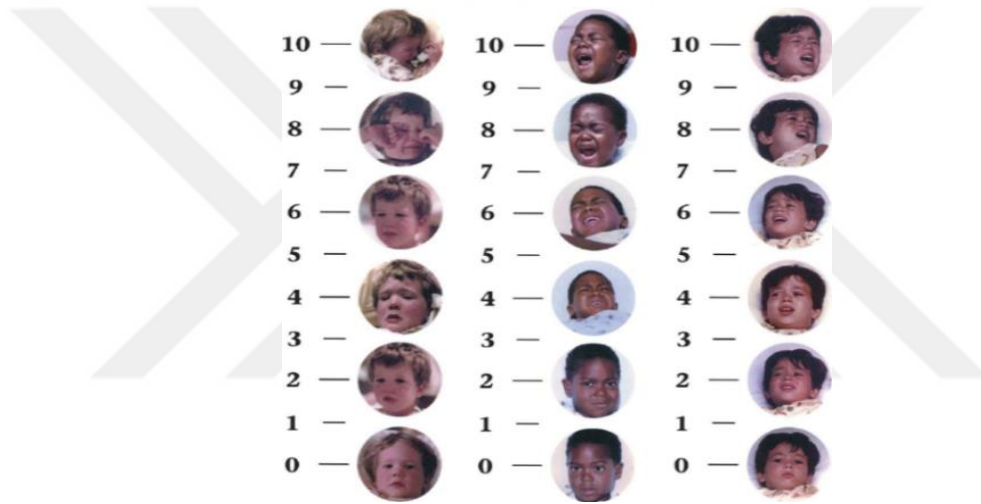 10 — 10 — 10 —
9 – 9 – 9 –
8 — 8 — 8 —
7 – 7 – 7 –
6 — 6 — 6 —
5 – 5 – 5 –
4 — 4 — 4 —
3 – 3 – 3 –
2 — 2 — 2 —
1 – 1 – 1 –
0 — 0 — 0 —